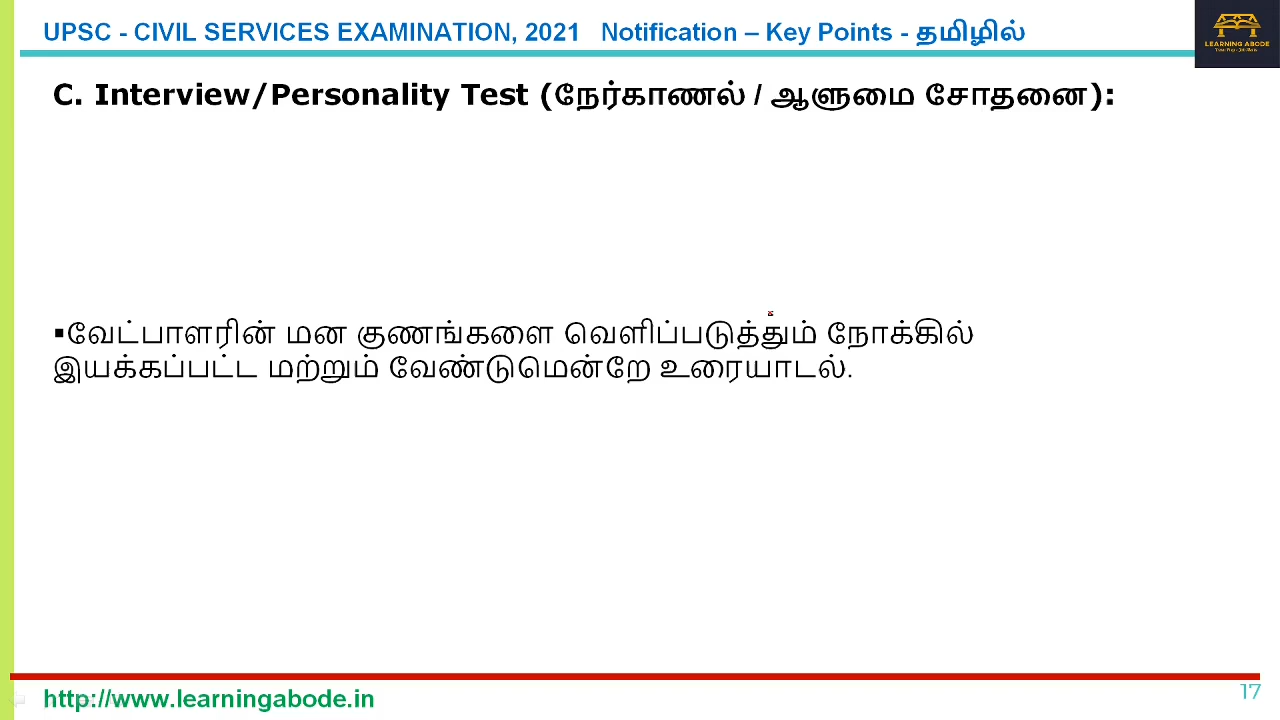 UPSC - CIVIL SERVICES EXAMINATION, 2021 Notification – Key Points - தமிழில்
LEARNING ABODE
C. Interview/Personality Test (நேர்காணல் / ஆளுமை சோதனை):
▪வேட்பாளரின் மன குணங்களை வெளிப்படுத்தும் நோக்கில்
இயக்கப்பட்ட மற்றும் வேண்டுமென்றே உரையாடல்.
http://www.learningabode.in
17